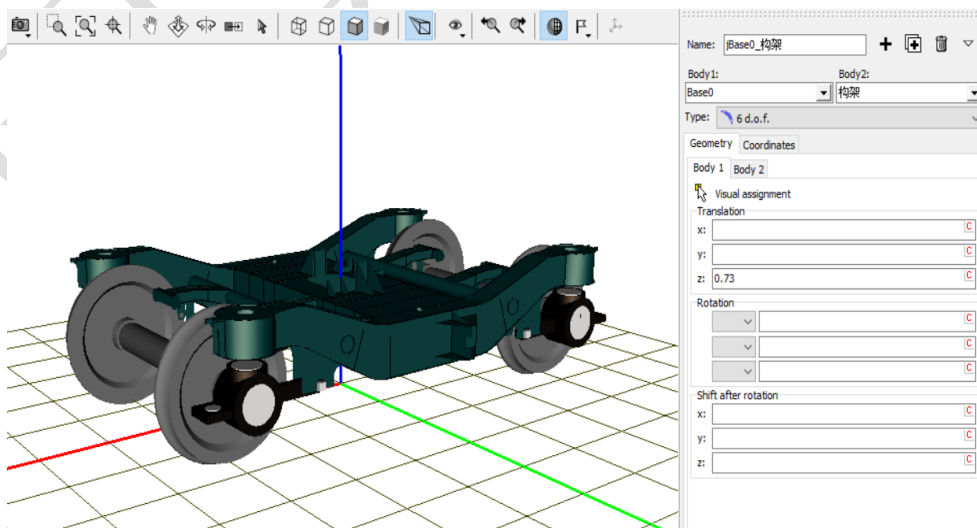 Name: jBase0_构架
Body1: Body2:
Base0 构架
Type: 6 d.o.f.
Geometry Coordinates
Body 1 Body 2
Visual assignment
Translation
x: C
y: C
z: 0.73 C
Rotation
C
C
C
Shift after rotation
x: C
y: C
z: C